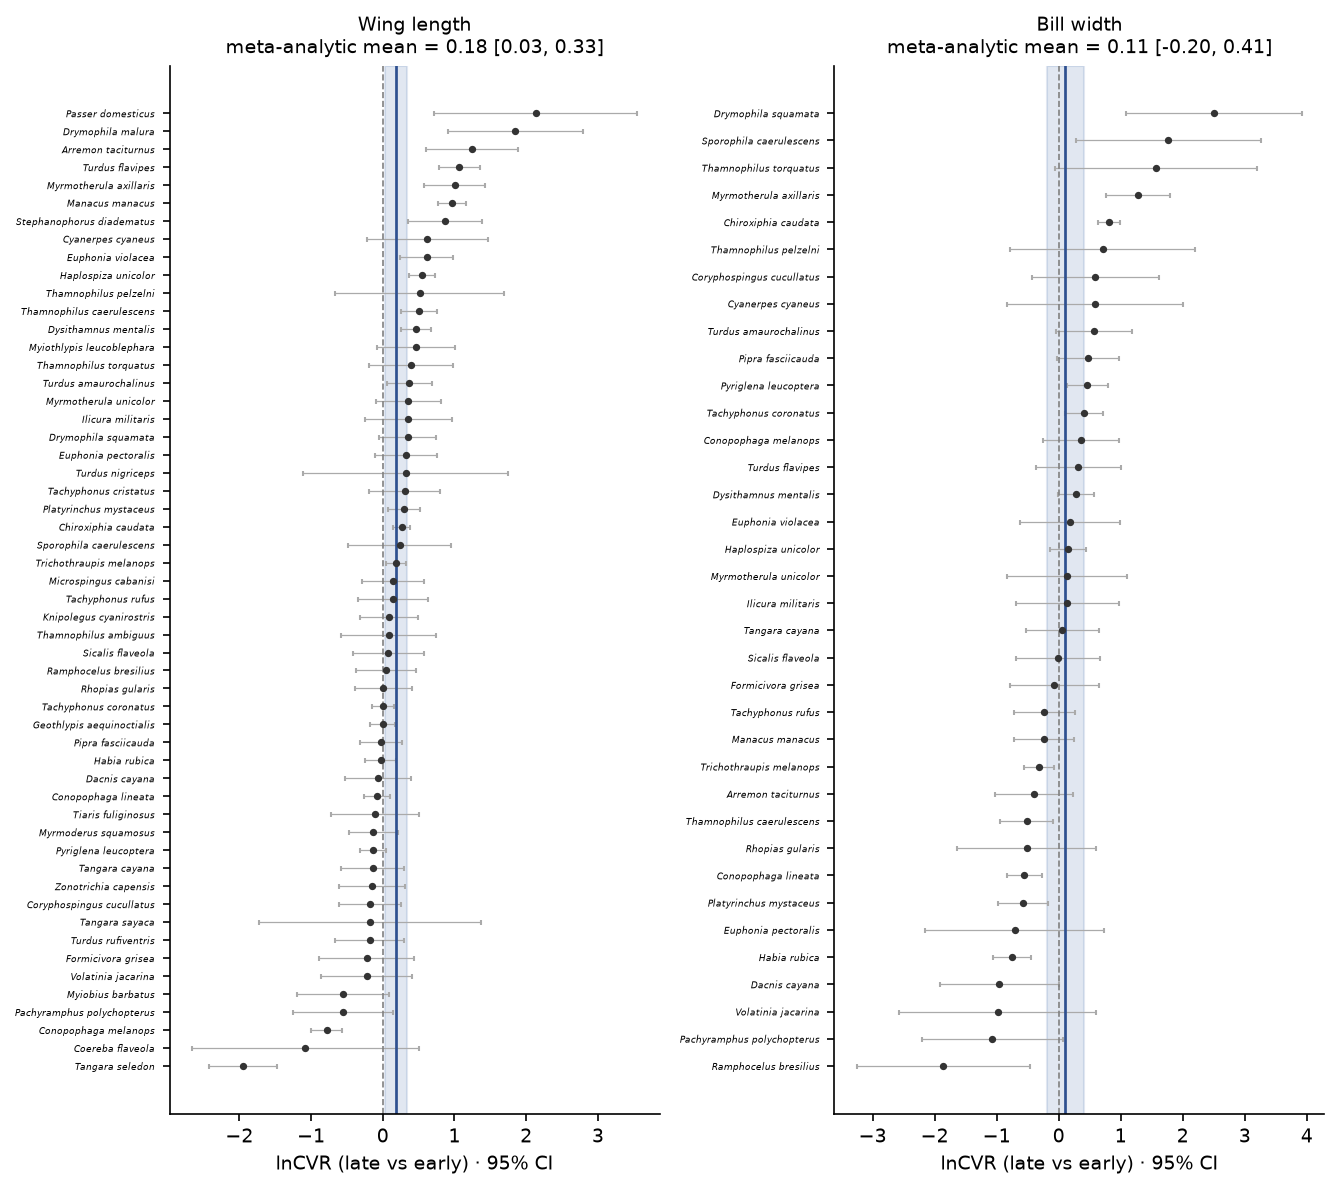 Wing length
meta-analytic mean = 0.18 [0.03, 0.33]
Passer domesticus
Drymophila malura
Arremon taciturnus
Turdus flavipes
Myrmotherula axillaris
Manacus manacus
Stephanophorus diadematus
Cyanerpes cyaneus
Euphonia violacea
Haplospiza unicolor
Thamnophilus pelzelni
Thamnophilus caerulescens
Dysithamnus mentalis
Myiothlypis leucoblephara
Thamnophilus torquatus
Turdus amaurochalinus
Myrmotherula unicolor
Ilicura militaris
Drymophila squamata
Euphonia pectoralis
Turdus nigriceps
Tachyphonus cristatus
Platyrinchus mystaceus
Chiroxiphia caudata
Sporophila caerulescens
Trichothraupis melanops
Microspingus cabanisi
Tachyphonus rufus
Knipolegus cyanirostris
Thamnophilus ambiguus
Sicalis flaveola
Ramphocelus bresilius
Rhopias gularis
Tachyphonus coronatus
Geothlypis aequinoctialis
Pipra fasciicauda
Habia rubica
Dacnis cayana
Conopophaga lineata
Tiaris fuliginosus
Myrmoderus squamosus
Pyriglena leucoptera
Tangara cayana
Zonotrichia capensis
Coryphospingus cucullatus
Tangara sayaca
Turdus rufiventris
Formicivora grisea
Volatinia jacarina
Myiobius barbatus
Pachyramphus polychopterus
Conopophaga melanops
Coereba flaveola
Tangara seledon
−2 −1 0 1 2 3
lnCVR (late vs early) · 95% CI
Bill width
meta-analytic mean = 0.11 [-0.20, 0.41]
Drymophila squamata
Sporophila caerulescens
Thamnophilus torquatus
Myrmotherula axillaris
Chiroxiphia caudata
Thamnophilus pelzelni
Coryphospingus cucullatus
Cyanerpes cyaneus
Turdus amaurochalinus
Pipra fasciicauda
Pyriglena leucoptera
Tachyphonus coronatus
Conopophaga melanops
Turdus flavipes
Dysithamnus mentalis
Euphonia violacea
Haplospiza unicolor
Myrmotherula unicolor
Ilicura militaris
Tangara cayana
Sicalis flaveola
Formicivora grisea
Tachyphonus rufus
Manacus manacus
Trichothraupis melanops
Arremon taciturnus
Thamnophilus caerulescens
Rhopias gularis
Conopophaga lineata
Platyrinchus mystaceus
Euphonia pectoralis
Habia rubica
Dacnis cayana
Volatinia jacarina
Pachyramphus polychopterus
Ramphocelus bresilius
−3 −2 −1 0 1 2 3 4
lnCVR (late vs early) · 95% CI